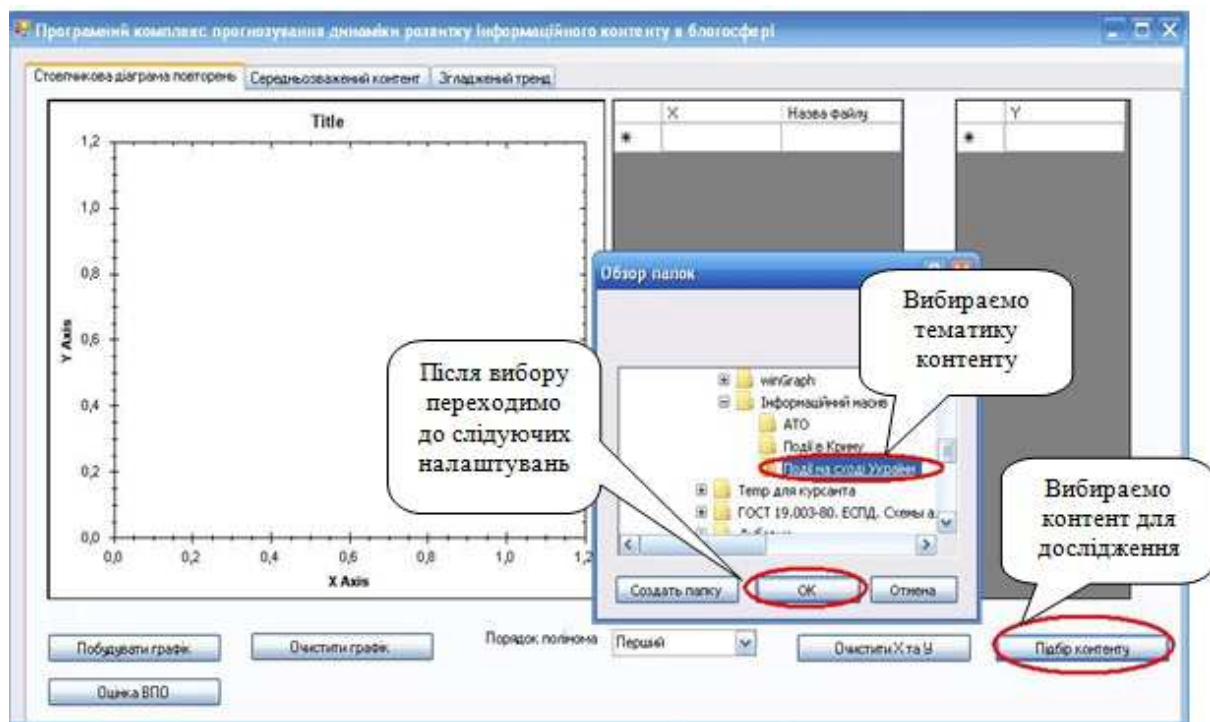 Програмний комплекс прогнозування динаміки розвитку інформаційного контенту в блогосфері
Стовпчикова діаграма повторень
Середньозважений контент
Згладжений тренд
Title
1,2
1,0
0,8
0,6
0,4
0,2
0,0
Y Axis
0,0 0,2 0,4 0,6 0,8 1,0 1,2
X Axis
X Назва файлу
*
Y
*
Обзор папок
winGraph
Інформаційний масив
АТО
Події в Криму
Події на сході України
Temp для курсанта
ГОСТ 19.003-80. ЕСПД. Схемы а
Создать папку
ОК
Отмена
Вибираємо
тематику
контенту
Після вибору
переходимо
до слідуючих
налаштувань
Вибираємо
контент для
дослідження
Побудувати графік
Очистити графік
Порядок полінома
Перший
Очистити X та У
Підбір контенту
Оцінка ВПО